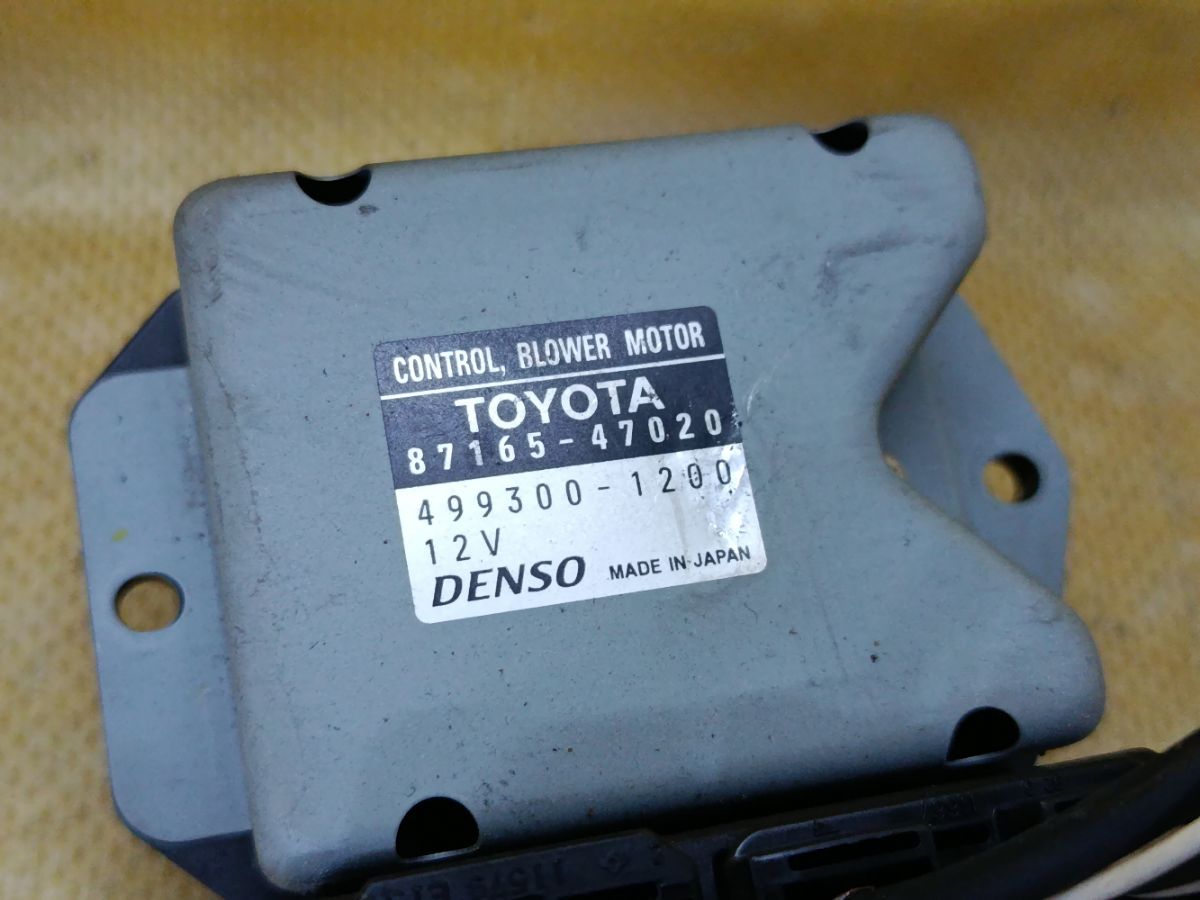 CONTROL, BLOWER MOTOR
TOYOTA
87165-47020
499300-1200
12V
DENSO MADE IN JAPAN